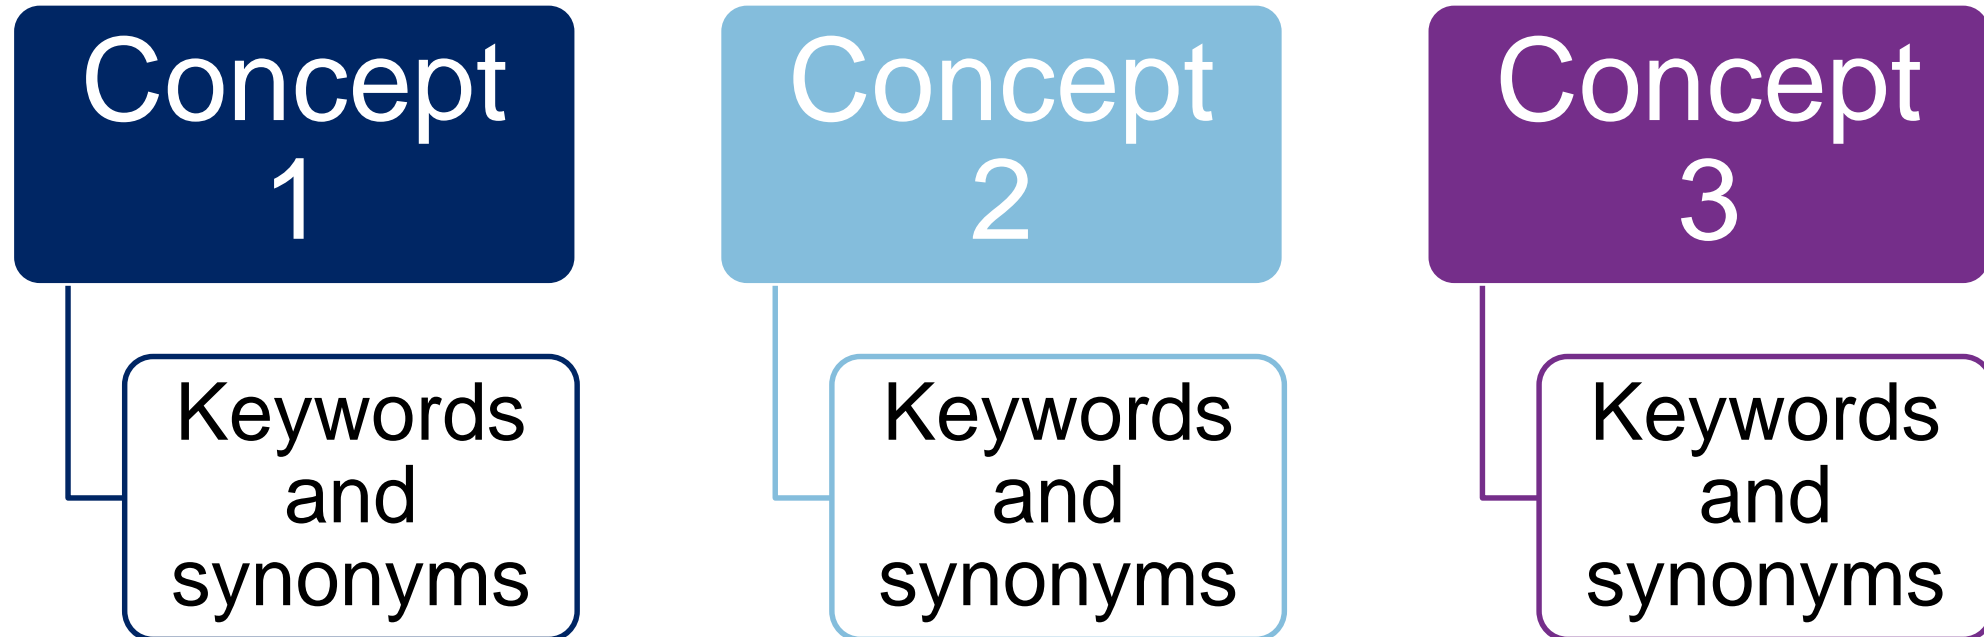 Concept
1
Keywords
and
synonyms
Concept
2
Keywords
and
synonyms
Concept
3
Keywords
and
synonyms